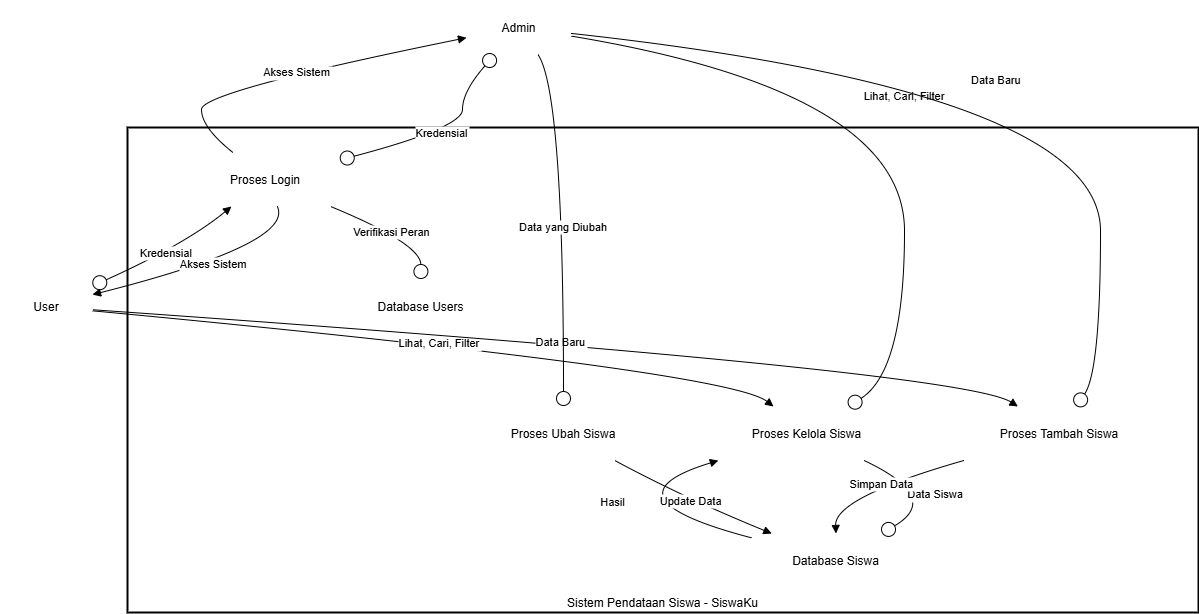 Admin
Akses Sistem
Data Baru
Lihat, Cari, Filter
Kredensial
Proses Login
Data yang Diubah
Verifikasi Peran
Kredensial
Akses Sistem
User
Database Users
Lihat, Cari, Filter
Data Baru
Proses Ubah Siswa
Proses Kelola Siswa
Proses Tambah Siswa
Simpan Data
Data Siswa
Hasil
Update Data
Database Siswa
Sistem Pendataan Siswa - SiswaKu